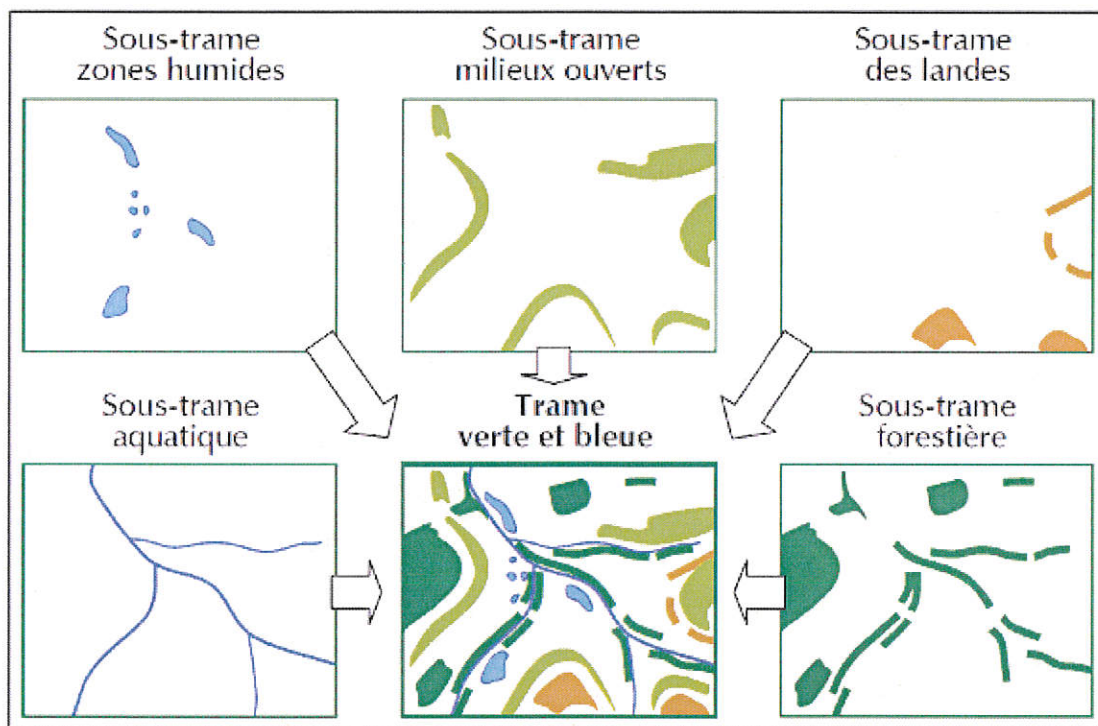 Sous-trame
zones humides
Sous-trame
milieux ouverts
Sous-trame
des landes
Sous-trame
aquatique
Trame
verte et bleue
Sous-trame
forestière